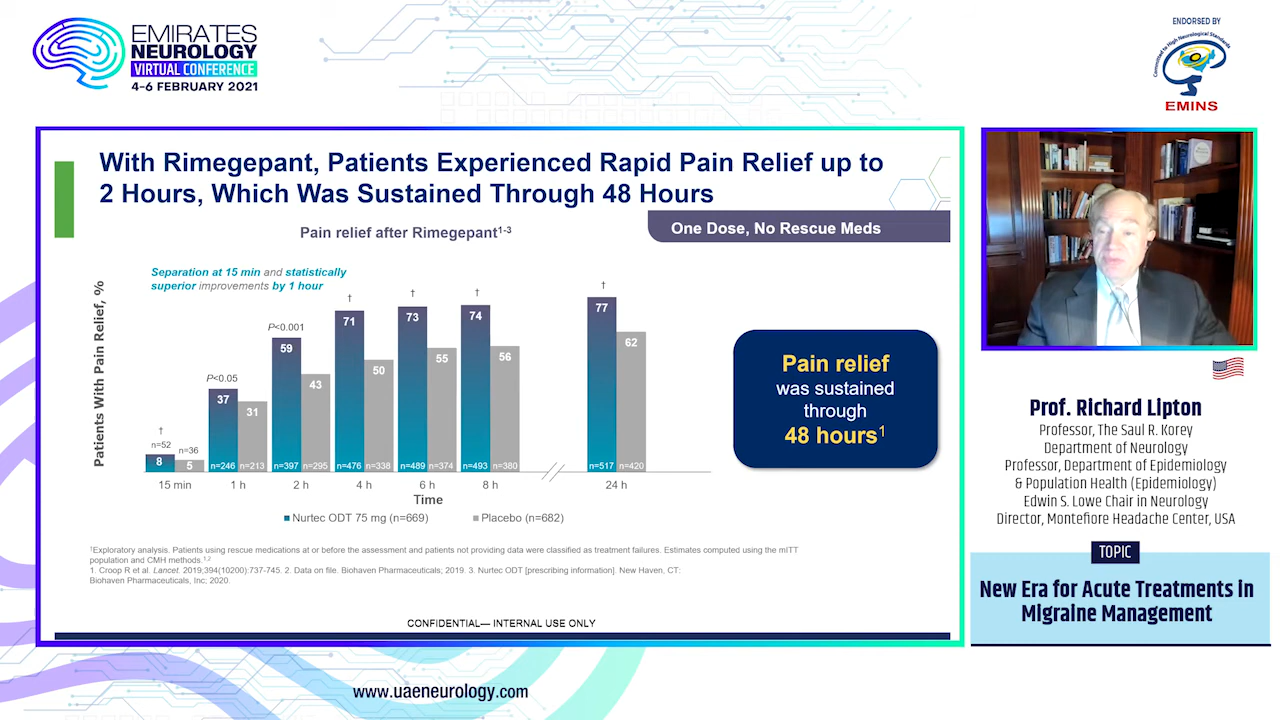 EMIRATES
NEUROLOGY
VIRTUAL CONFERENCE
4-6 FEBRUARY 2021
ENDORSED BY
Committed to High Neurological Standards
EMINS
With Rimegepant, Patients Experienced Rapid Pain Relief up to
2 Hours, Which Was Sustained Through 48 Hours
One Dose, No Rescue Meds
Pain relief after Rimegepant¹⁻³
Separation at 15 min and statistically
superior improvements by 1 hour
Patients With Pain Relief, %
† † † †
P<0.001
P<0.05
†
n=52 n=36
8 5 37 31 59 43 71 50 73 55 74 56 77 62
n=246 n=213 n=397 n=295 n=476 n=338 n=489 n=374 n=493 n=380 n=517 n=420
15 min 1 h 2 h 4 h 6 h 8 h 24 h
Time
Nurtec ODT 75 mg (n=669) Placebo (n=682)
Pain relief
was sustained
through
48 hours¹
†Exploratory analysis. Patients using rescue medications at or before the assessment and patients not providing data were classified as treatment failures. Estimates computed using the mITT
population and CMH methods.¹,²
1. Croop R et al. Lancet. 2019;394(10200):737-745. 2. Data on file. Biohaven Pharmaceuticals; 2019. 3. Nurtec ODT [prescribing information]. New Haven, CT:
Biohaven Pharmaceuticals, Inc; 2020.
CONFIDENTIAL— INTERNAL USE ONLY
Prof. Richard Lipton
Professor, The Saul R. Korey
Department of Neurology
Professor, Department of Epidemiology
& Population Health (Epidemiology)
Edwin S. Lowe Chair in Neurology
Director, Montefiore Headache Center, USA
TOPIC
New Era for Acute Treatments in
Migraine Management
www.uaeneurology.com